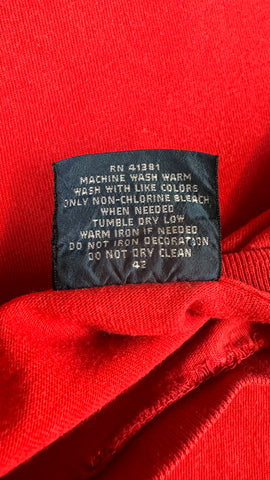 RN 41381
MACHINE WASH WARM
WASH WITH LIKE COLORS
ONLY NON-CHLORINE BLEACH
WHEN NEEDED
TUMBLE DRY LOW
WARM IRON IF NEEDED
DO NOT IRON DECORATION
DO NOT DRY CLEAN
42